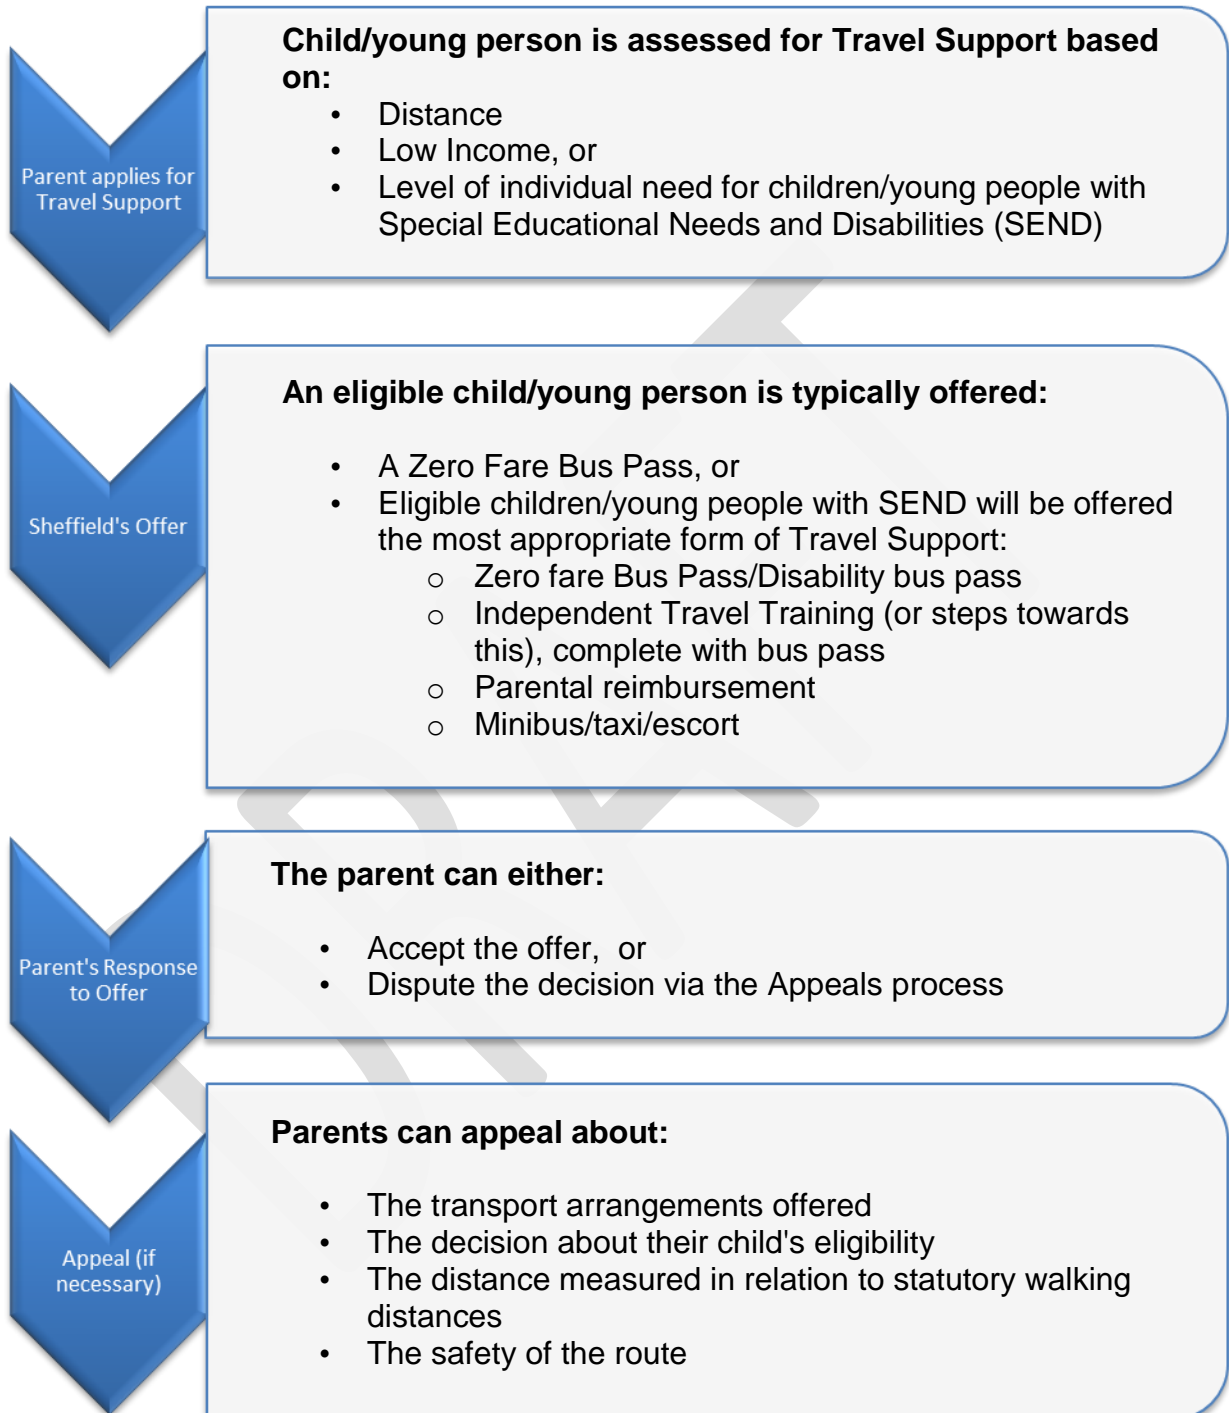 Parent applies for
Travel Support
Child/young person is assessed for Travel Support based
on:
• Distance
• Low Income, or
• Level of individual need for children/young people with
Special Educational Needs and Disabilities (SEND)
Sheffield's Offer
An eligible child/young person is typically offered:
• A Zero Fare Bus Pass, or
• Eligible children/young people with SEND will be offered
the most appropriate form of Travel Support:
o Zero fare Bus Pass/Disability bus pass
o Independent Travel Training (or steps towards
this), complete with bus pass
o Parental reimbursement
o Minibus/taxi/escort
Parent's Response
to Offer
The parent can either:
• Accept the offer, or
• Dispute the decision via the Appeals process
Appeal (if
necessary)
Parents can appeal about:
• The transport arrangements offered
• The decision about their child's eligibility
• The distance measured in relation to statutory walking
distances
• The safety of the route
DRAFT